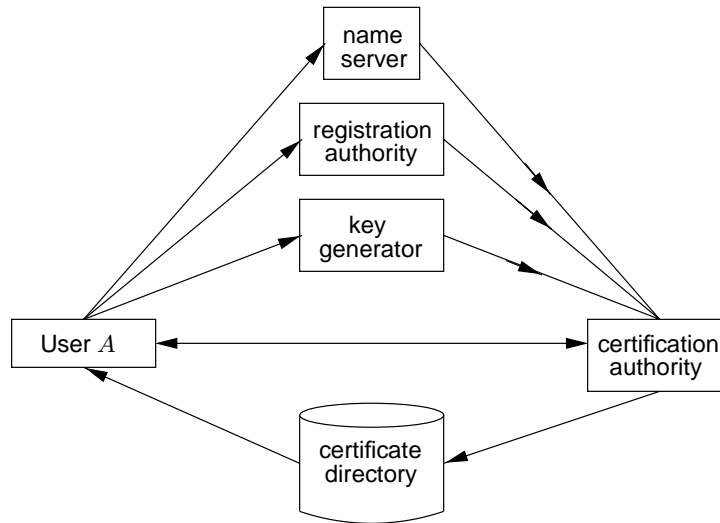 name
server
registration
authority
key
generator
User A
certification
authority
certificate
directory